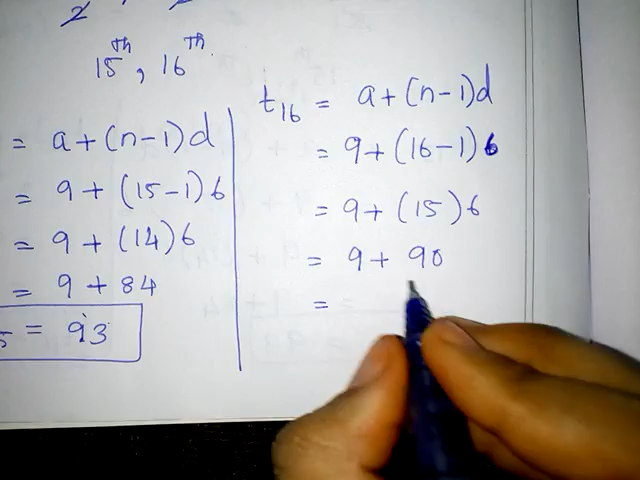 15th, 16th.
= a + (n-1)d
= 9 + (15-1)6
= 9 + (14)6
= 9 + 84
5 = 93
t16 = a + (n-1)d
= 9 + (16-1)6
= 9 + (15)6
= 9 + 90
=